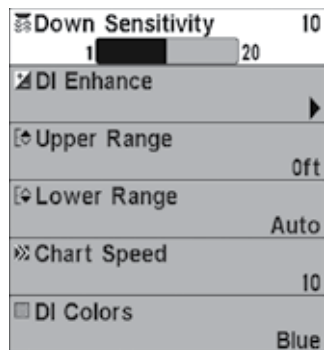 Down Sensitivity 10
1 20
DI Enhance
Upper Range
0ft
Lower Range
Auto
Chart Speed
10
DI Colors
Blue